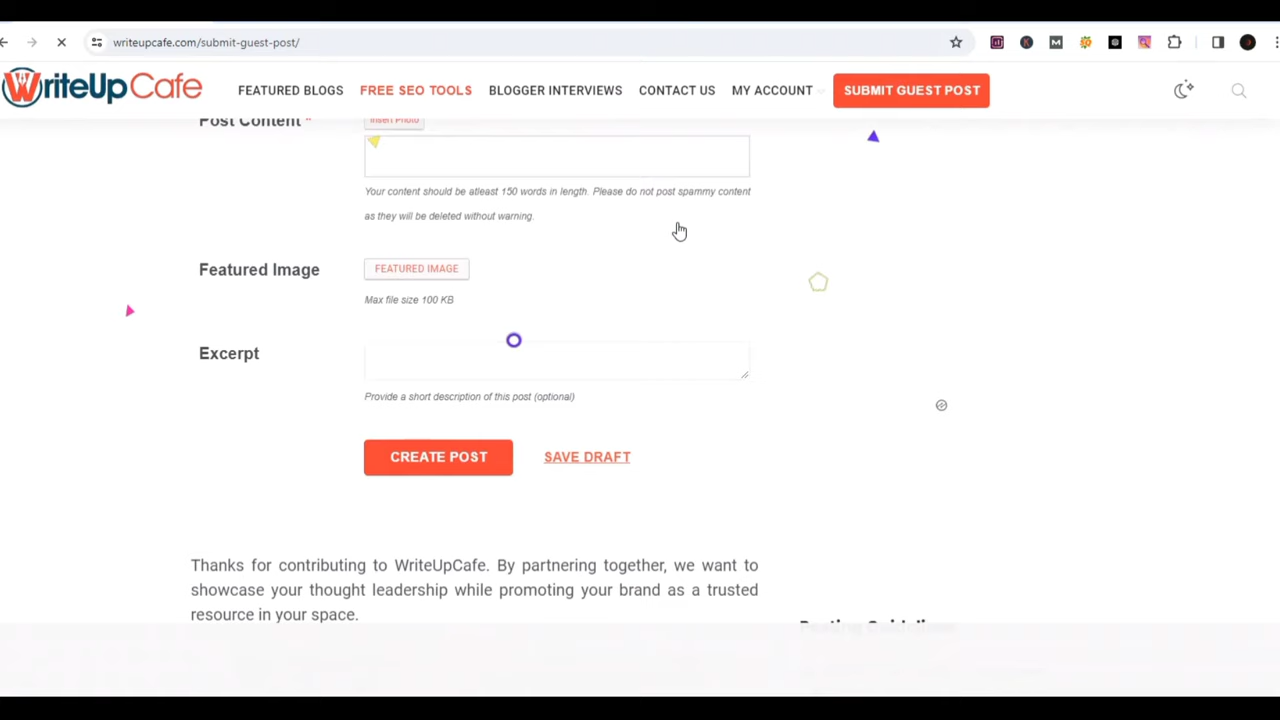 writeupcafe.com/submit-guest-post/
WriteUpCafe
FEATURED BLOGS
FREE SEO TOOLS
BLOGGER INTERVIEWS
CONTACT US
MY ACCOUNT
SUBMIT GUEST POST
Post Content *
Insert Photo
Your content should be atleast 150 words in length. Please do not post spammy content
as they will be deleted without warning.
Featured Image
FEATURED IMAGE
Max file size 100 KB
Excerpt
Provide a short description of this post (optional)
CREATE POST
SAVE DRAFT
Thanks for contributing to WriteUpCafe. By partnering together, we want to
showcase your thought leadership while promoting your brand as a trusted
resource in your space.
Posting Guidelines